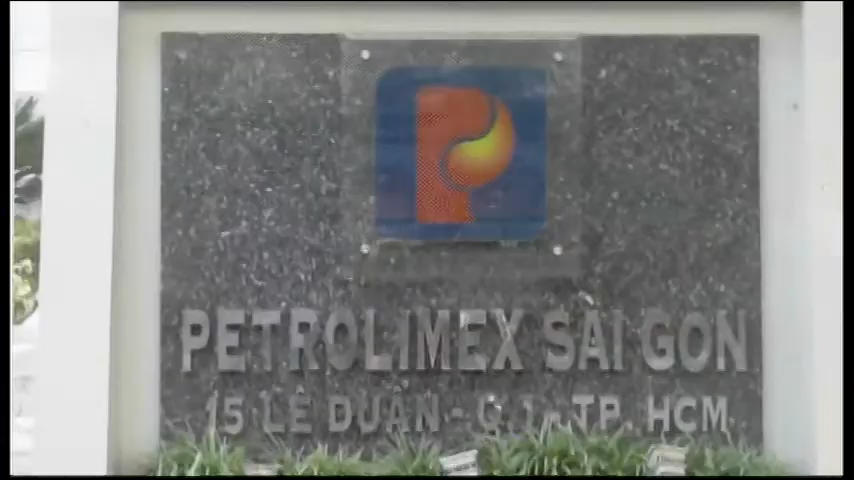 P
PETROLIMEX SAI GON
15 LÊ DUẨN - Q.1 - TP. HCM